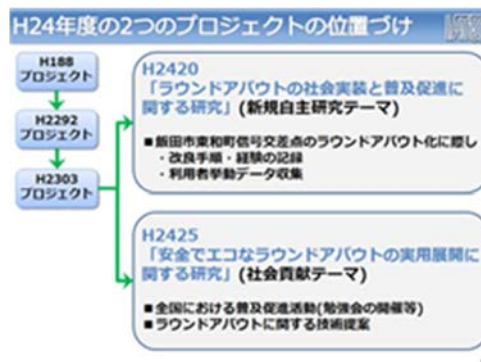 H24年度の2つのプロジェクトの位置づけ
H188
プロジェクト
H2292
プロジェクト
H2303
プロジェクト
H2420
「ラウンドアバウトの社会実装と普及促進に
関する研究」(新規自主研究テーマ)
■飯田市東和町信号交差点のラウンドアバウト化に際し
・改良手順・経験の記録
・利用者挙動データ収集
H2425
「安全でエコなラウンドアバウトの実用展開に
関する研究」(社会貢献テーマ)
■全国における普及促進活動(勉強会の開催等)
■ラウンドアバウトに関する技術提案